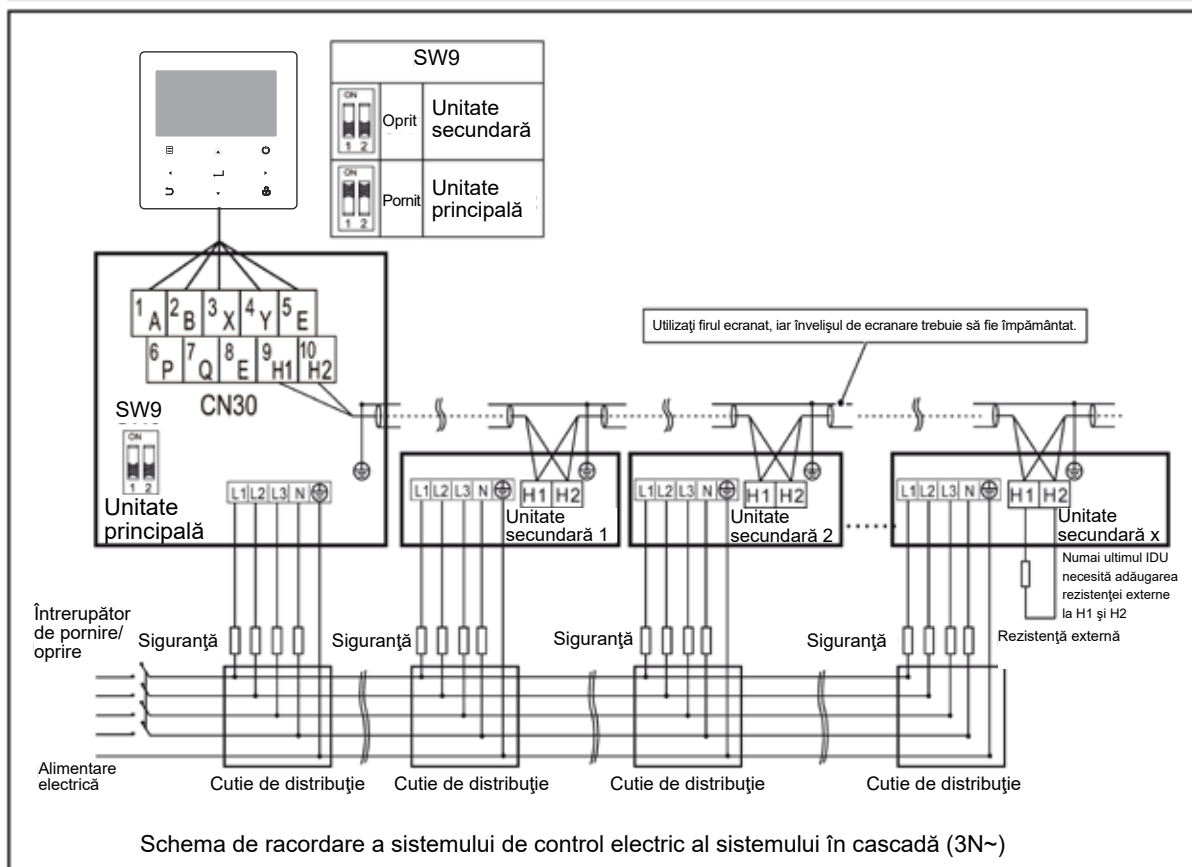 SW9
ON
1 2
Oprit
Unitate
secundară
ON
1 2
Pornit
Unitate
principală
1 A 2 B 3 X 4 Y 5 E
6 P 7 Q 8 E 9 H1 10 H2
CN30
SW9
ON
1 2
Unitate
principală
Utilizaţi firul ecranat, iar învelişul de ecranare trebuie să fie împământat.
L1 L2 L3 N
L1 L2 L3 N
H1 H2
Unitate
secundară 1
L1 L2 L3 N
H1 H2
Unitate
secundară 2
L1 L2 L3 N
H1 H2
Unitate
secundară x
Numai ultimul IDU
necesită adăugarea
rezistenţei externe
la H1 şi H2
Rezistenţă externă
Întrerupător
de pornire/
oprire
Siguranţă
Siguranţă
Siguranţă
Siguranţă
Alimentare
electrică
Cutie de distribuţie
Cutie de distribuţie
Cutie de distribuţie
Cutie de distribuţie
Schema de racordare a sistemului de control electric al sistemului în cascadă (3N~)